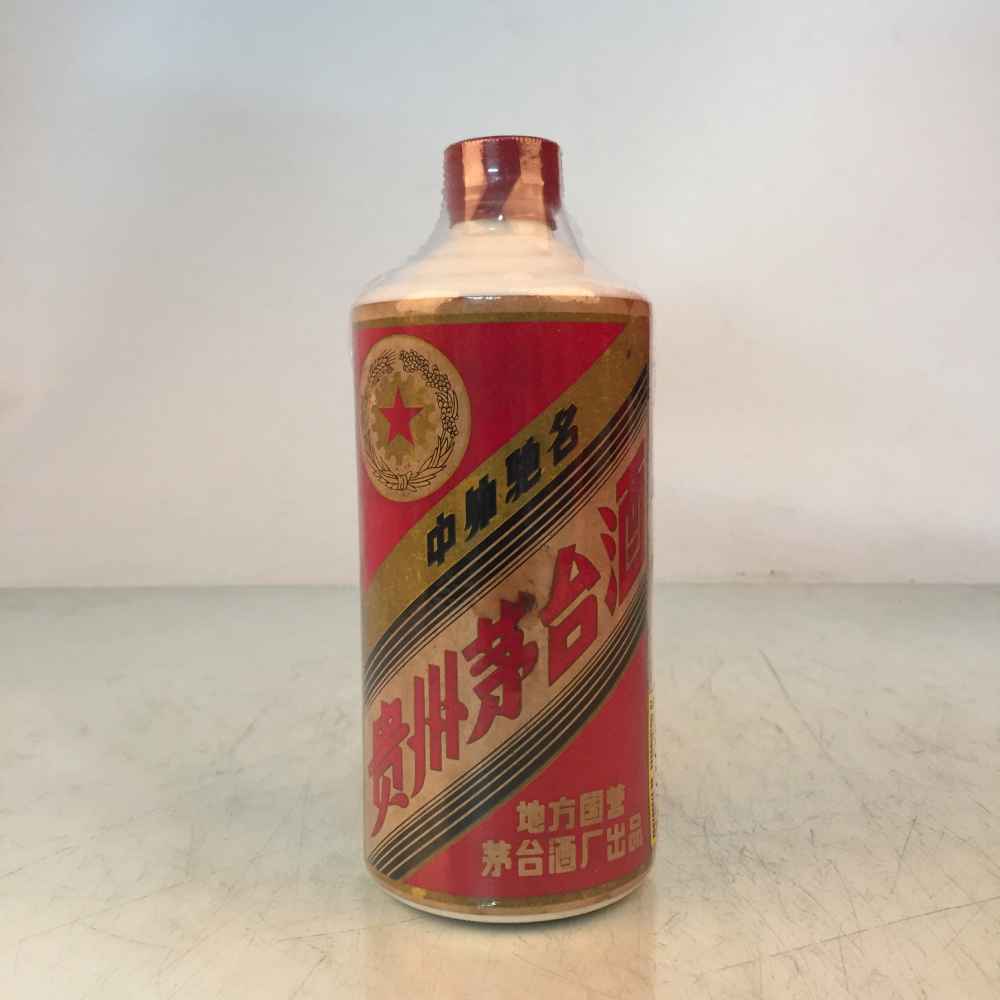 中外驰名
贵州茅台酒
地方国营
茅台酒厂出品